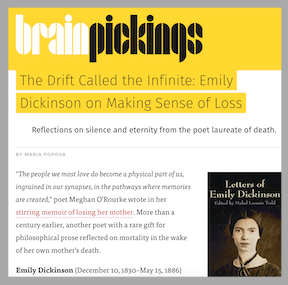 brainpickings
The Drift Called the Infinite: Emily
Dickinson on Making Sense of Loss
Reflections on silence and eternity from the poet laureate of death.
BY MARIA POPOVA
“The people we most love do become a physical part of us,
ingrained in our synapses, in the pathways where memories
are created,” poet Meghan O’Rourke wrote in her
stirring memoir of losing her mother. More than a
century earlier, another poet with a rare gift for
philosophical prose reflected on mortality in the wake
of her own mother’s death.
Emily Dickinson (December 10, 1830–May 15, 1886)
Letters of
Emily Dickinson
Edited by Mabel Loomis Todd